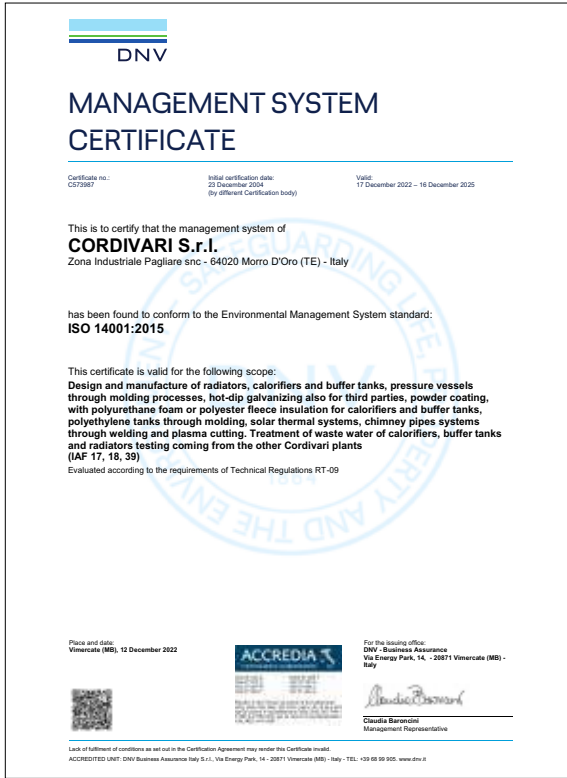 DNV
MANAGEMENT SYSTEM
CERTIFICATE
Certificate no.:
C573987
Initial certification date:
23 December 2004
(by different Certification body)
Valid:
17 December 2022 – 16 December 2025
This is to certify that the management system of
CORDIVARI S.r.l.
Zona Industriale Pagliare snc - 64020 Morro D'Oro (TE) - Italy
has been found to conform to the Environmental Management System standard:
ISO 14001:2015
This certificate is valid for the following scope:
Design and manufacture of radiators, calorifiers and buffer tanks, pressure vessels
through molding processes, hot-dip galvanizing also for third parties, powder coating,
with polyurethane foam or polyester fleece insulation for calorifiers and buffer tanks,
polyethylene tanks through molding, solar thermal systems, chimney pipes systems
through welding and plasma cutting. Treatment of waste water of calorifiers, buffer tanks
and radiators testing coming from the other Cordivari plants
(IAF 17, 18, 39)
Evaluated according to the requirements of Technical Regulations RT-09
Place and date:
Vimercate (MB), 12 December 2022
ACCREDIA
For the issuing office:
DNV - Business Assurance
Via Energy Park, 14, - 20871 Vimercate (MB) -
Italy
Claudia Baroncini
Claudia Baroncini
Management Representative
Lack of fulfilment of conditions as set out in the Certification Agreement may render this Certificate invalid.
ACCREDITED UNIT: DNV Business Assurance Italy S.r.l., Via Energy Park, 14 - 20871 Vimercate (MB) - Italy - TEL: +39 68 99 905. www.dnv.it